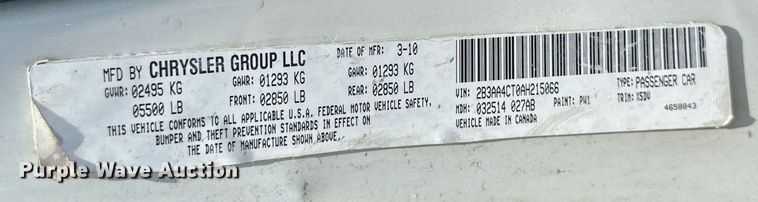 MFD BY CHRYSLER GROUP LLC DATE OF MFR: 3-10
GVWR: 02495 KG GAWR: 01293 KG GAWR: 01293 KG
05500 LB FRONT: 02850 LB REAR: 02850 LB
THIS VEHICLE CONFORMS TO ALL APPLICABLE U.S.A. FEDERAL MOTOR VEHICLE SAFETY,
BUMPER AND THEFT PREVENTION STANDARDS IN EFFECT ON
THE DATE OF MANUFACTURE SHOWN ABOVE.
VIN: 2B3AA4CT0AH215066 TYPE: PASSENGER CAR
MDH: 032514 027AB PAINT: PW1 TRIM: XSDV
VEHICLE MADE IN CANADA 4658843
Purple Wave Auction